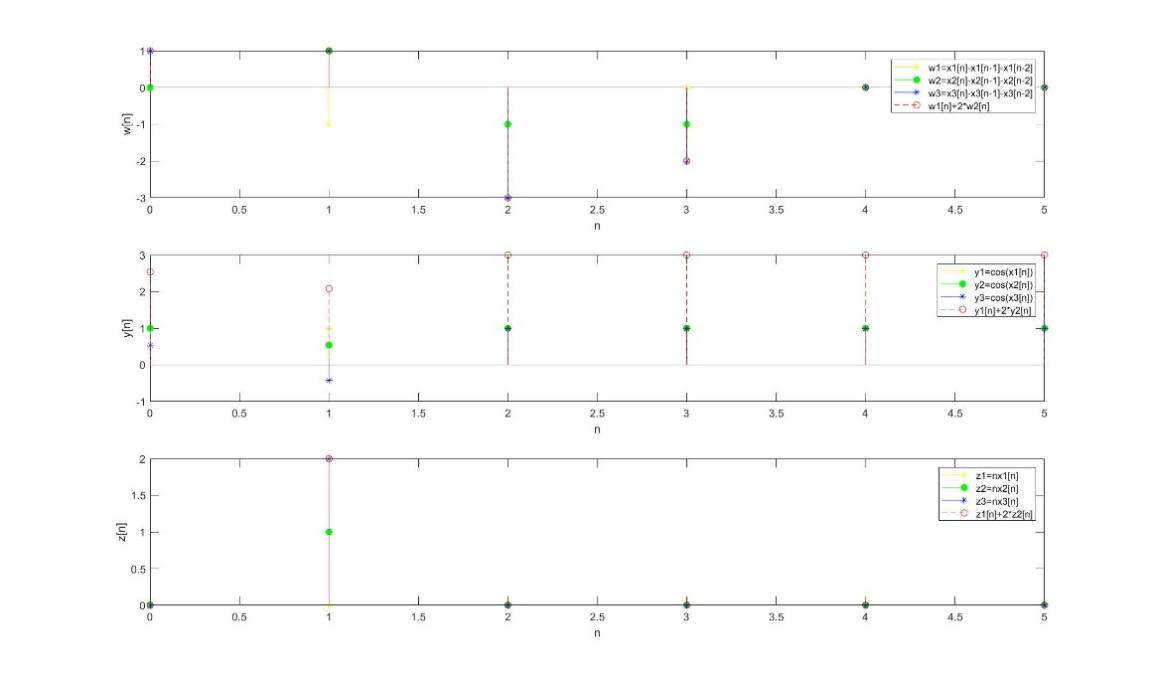 1
0
-1
-2
-3
w[n]
0 0.5 1 1.5 2 2.5 3 3.5 4 4.5 5
n
w1=x1[n]-x1[n-1]-x1[n-2]
w2=x2[n]-x2[n-1]-x2[n-2]
w3=x3[n]-x3[n-1]-x3[n-2]
w1[n]+2*w2[n]
3
2
1
0
-1
y[n]
0 0.5 1 1.5 2 2.5 3 3.5 4 4.5 5
n
y1=cos(x1[n])
y2=cos(x2[n])
y3=cos(x3[n])
y1[n]+2*y2[n]
2
1.5
1
0.5
0
z[n]
0 0.5 1 1.5 2 2.5 3 3.5 4 4.5 5
n
z1=nx1[n]
z2=nx2[n]
z3=nx3[n]
z1[n]+2*z2[n]